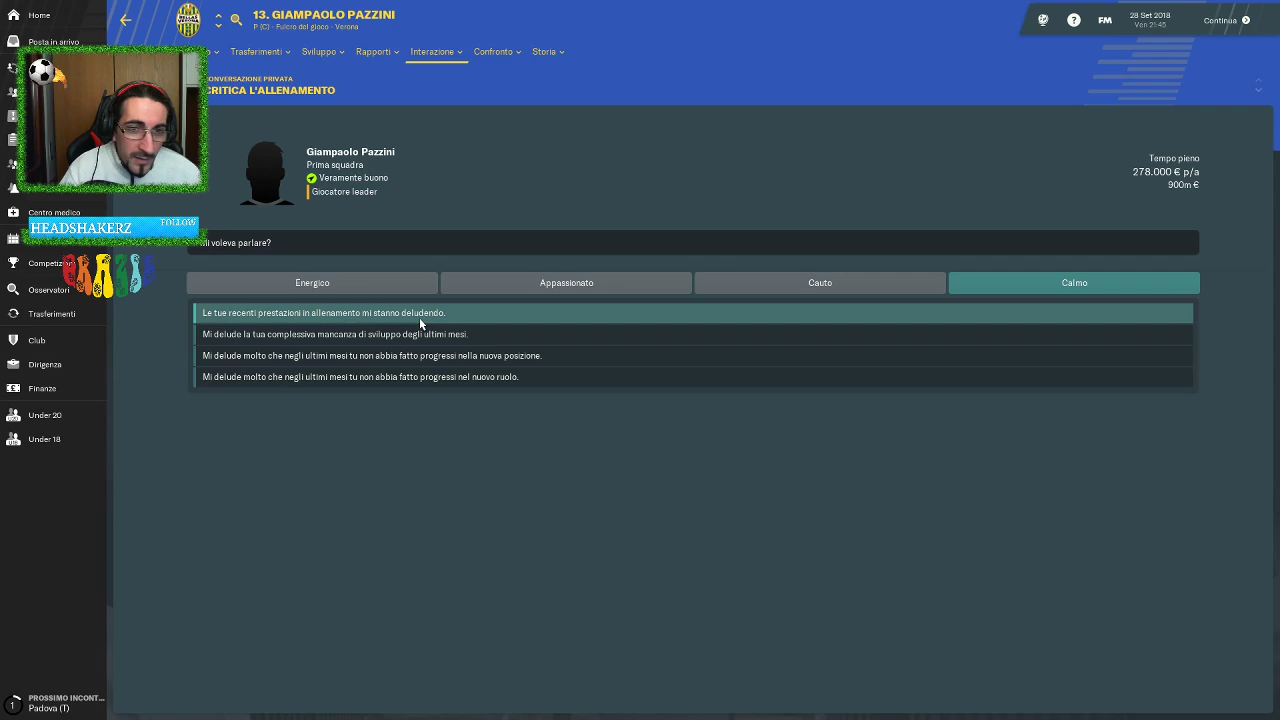 Home
Posta in arrivo
13. GIAMPAOLO PAZZINI
P (C) - Fulcro del gioco - Verona
28 Set 2018
Ven 21:45
FM
Continua
Trasferimenti
Sviluppo
Rapporti
Interazione
Confronto
Storia
CONVERSAZIONE PRIVATA
CRITICA L'ALLENAMENTO
Giampaolo Pazzini
Prima squadra
Veramente buono
Giocatore leader
Tempo pieno
278.000 € p/a
900m €
Centro medico
HEADSHAKERZ
FOLLOW
voleva parlare?
Energico
Appassionato
Cauto
Calmo
Le tue recenti prestazioni in allenamento mi stanno deludendo.
Mi delude la tua complessiva mancanza di sviluppo degli ultimi mesi.
Mi delude molto che negli ultimi mesi tu non abbia fatto progressi nella nuova posizione.
Mi delude molto che negli ultimi mesi tu non abbia fatto progressi nel nuovo ruolo.
Osservatori
Trasferimenti
Club
Dirigenza
Finanze
Under 20
Under 18
1
PROSSIMO INCONT...
Padova (T)